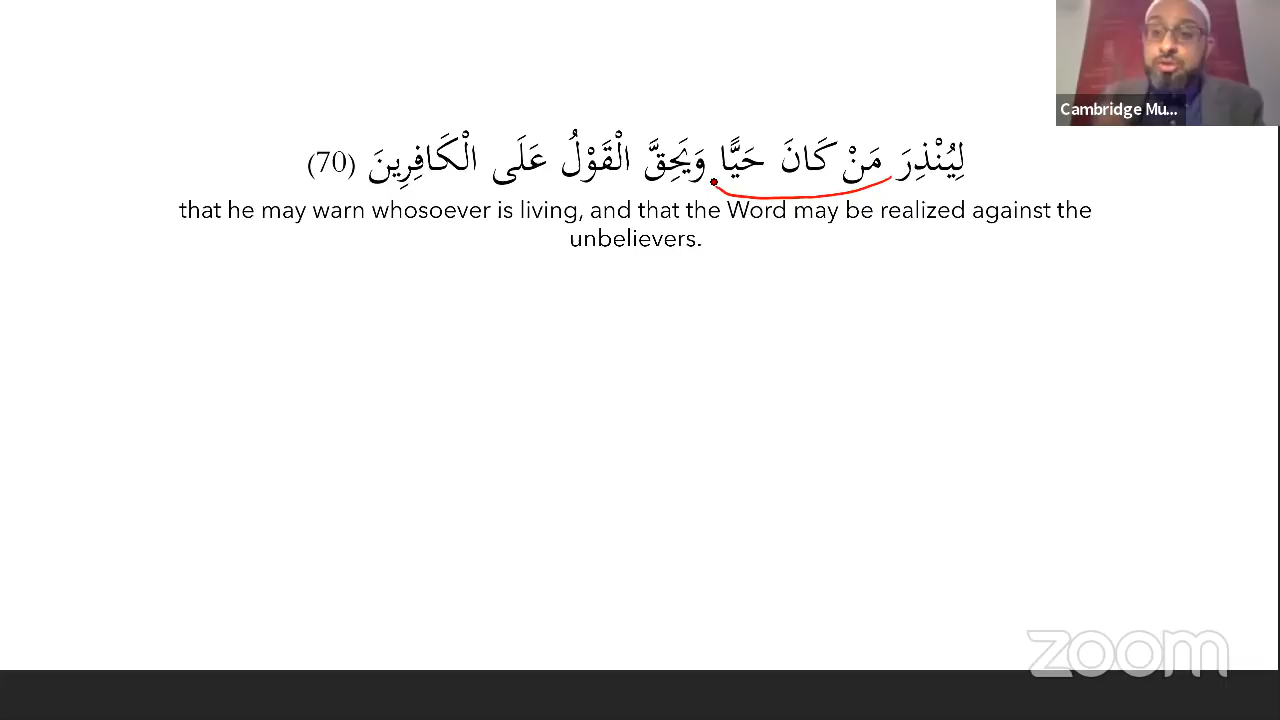 Cambridge Mu...
لِيُنْذِرَ مَنْ كَانَ حَيًّا وَيَحِقَّ الْقَوْلُ عَلَى الْكَافِرِينَ (70)
that he may warn whosoever is living, and that the Word may be realized against the
unbelievers.
zoom